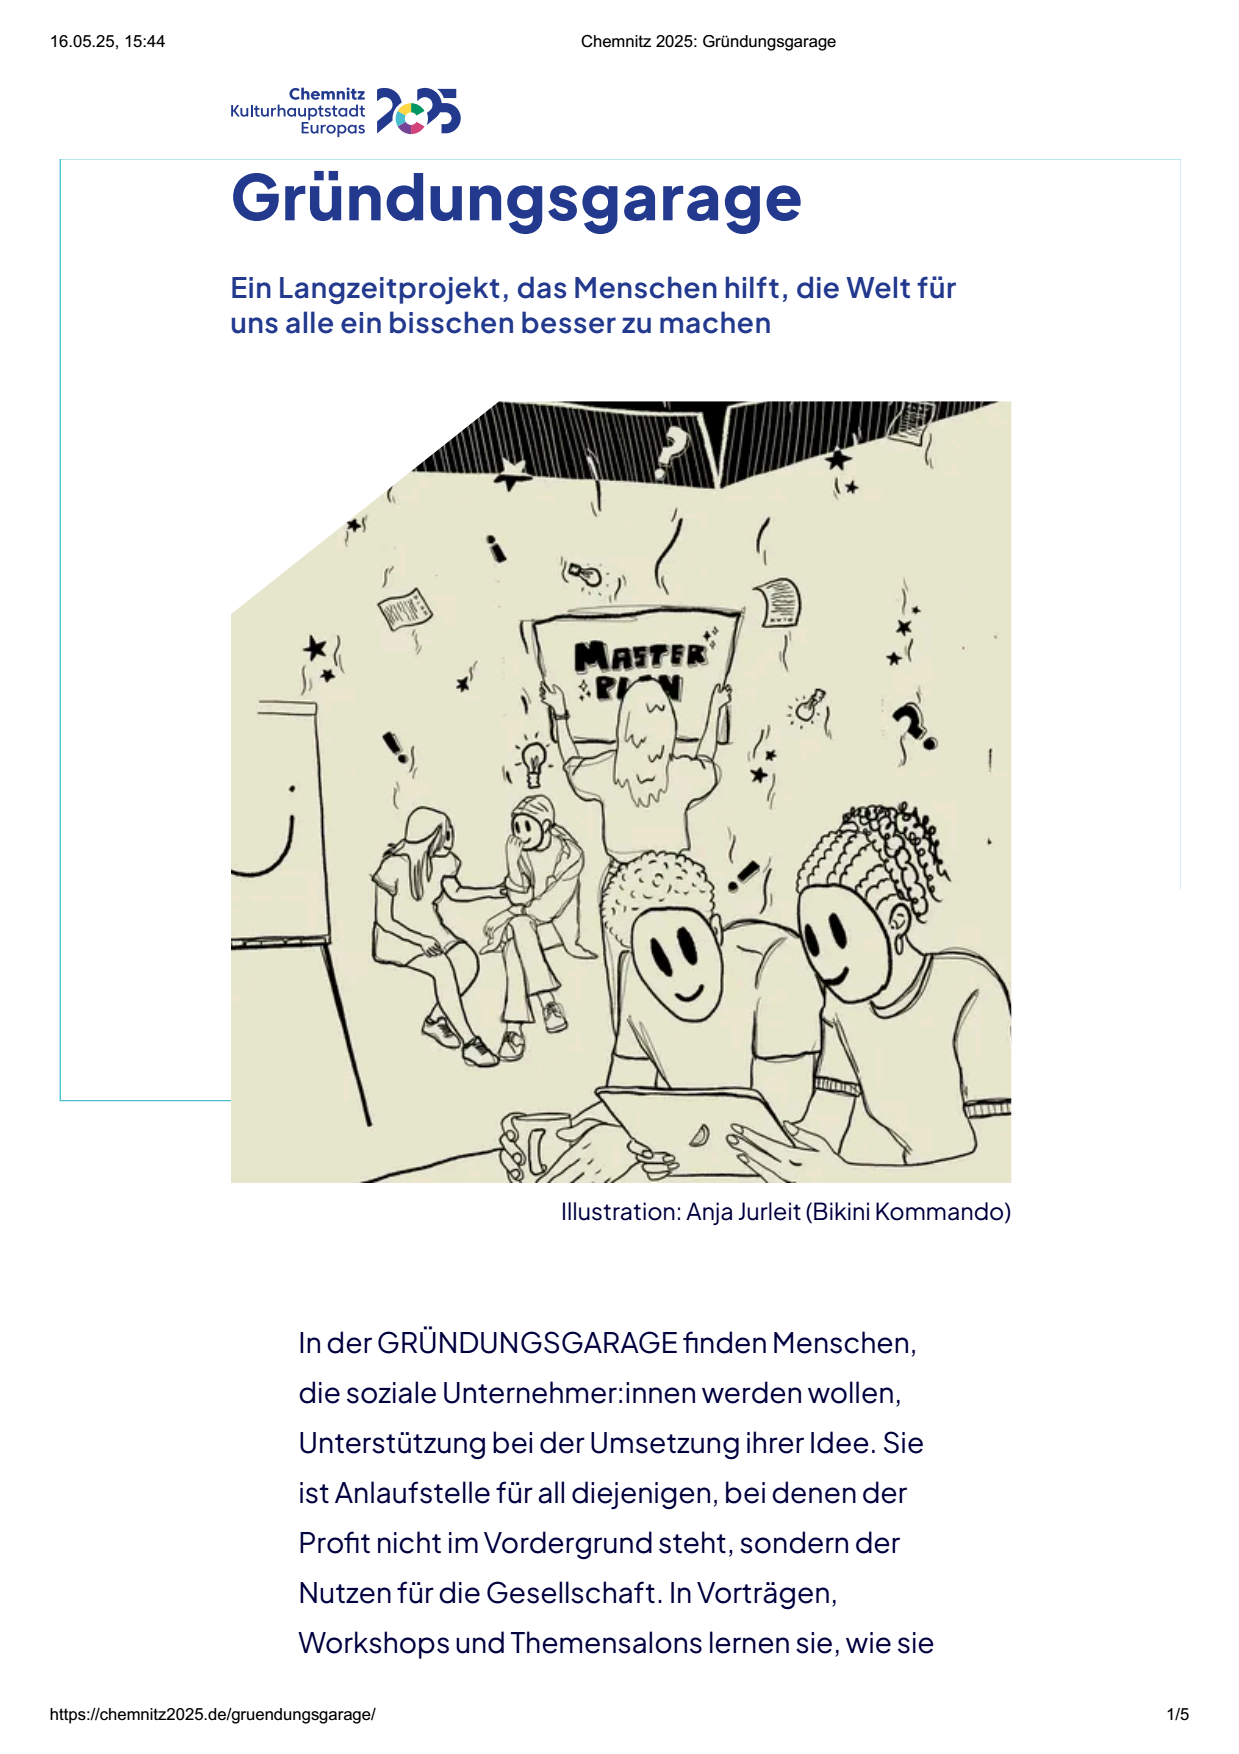 16.05.25, 15:44
Chemnitz 2025: Gründungsgarage
Chemnitz
Kulturhauptstadt
Europas
2025
Gründungsgarage
Ein Langzeitprojekt, das Menschen hilft, die Welt für
uns alle ein bisschen besser zu machen
MASTER
PLAN
Illustration: Anja Jurleit (Bikini Kommando)
In der GRÜNDUNGSGARAGE finden Menschen,
die soziale Unternehmer:innen werden wollen,
Unterstützung bei der Umsetzung ihrer Idee. Sie
ist Anlaufstelle für all diejenigen, bei denen der
Profit nicht im Vordergrund steht, sondern der
Nutzen für die Gesellschaft. In Vorträgen,
Workshops und Themensalons lernen sie, wie sie
https://chemnitz2025.de/gruendungsgarage/
1/5